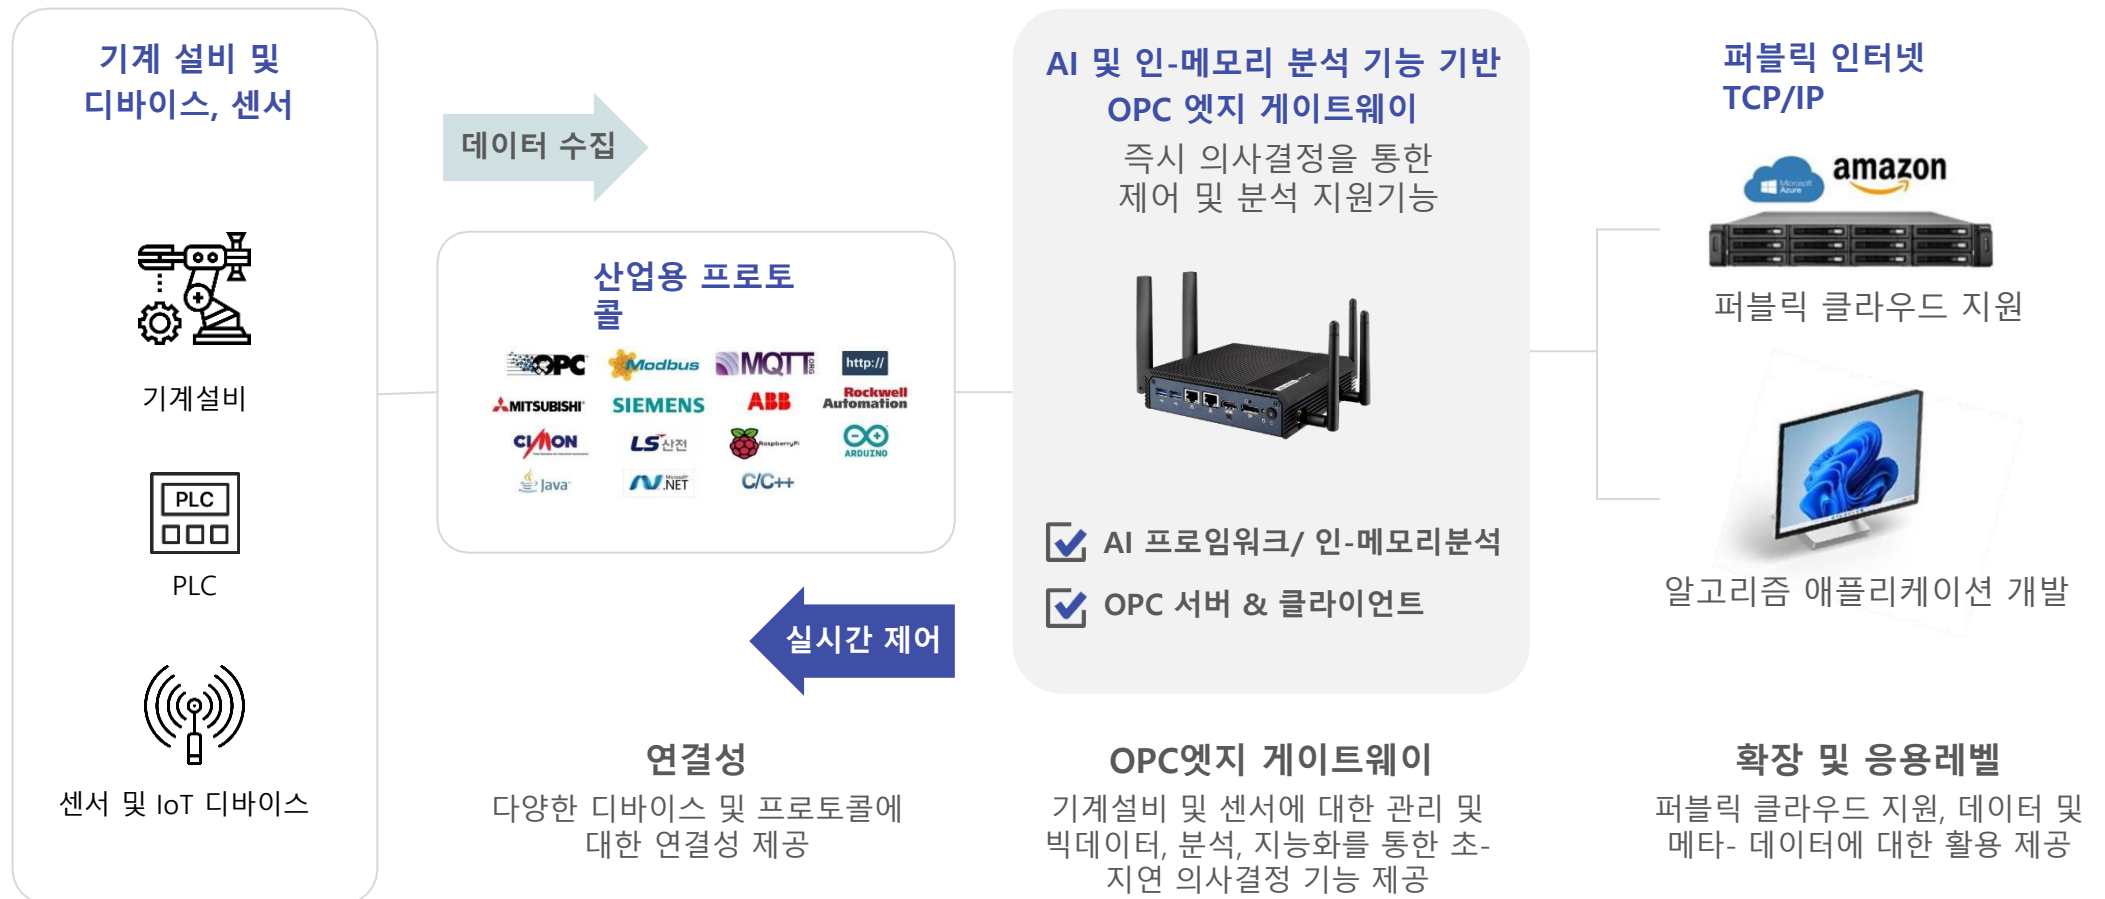 기계 설비 및
디바이스, 센서
기계설비
PLC
PLC
센서 및 IoT 디바이스
데이터 수집
산업용 프로토
콜
OPC
Modbus
MQTT.ORG
http://
MITSUBISHI
SIEMENS
ABB
Rockwell
Automation
CIMON
LS산전
RaspberryPi
ARDUINO
Java
Microsoft
.NET
C/C++
실시간 제어
연결성
다양한 디바이스 및 프로토콜에
대한 연결성 제공
AI 및 인-메모리 분석 기능 기반
OPC 엣지 게이트웨이
즉시 의사결정을 통한
제어 및 분석 지원기능
AI 프로임워크/ 인-메모리분석
OPC 서버 & 클라이언트
OPC엣지 게이트웨이
기계설비 및 센서에 대한 관리 및
빅데이터, 분석, 지능화를 통한 초-
지연 의사결정 기능 제공
퍼블릭 인터넷
TCP/IP
Microsoft
Azure
amazon
퍼블릭 클라우드 지원
알고리즘 애플리케이션 개발
확장 및 응용레벨
퍼블릭 클라우드 지원, 데이터 및
메타- 데이터에 대한 활용 제공